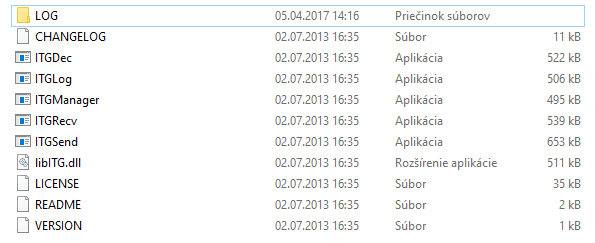 LOG 05.04.2017 14:16 Priečinok súborov
CHANGELOG 02.07.2013 16:35 Súbor 11 kB
ITGDec 02.07.2013 16:35 Aplikácia 522 kB
ITGLog 02.07.2013 16:35 Aplikácia 506 kB
ITGManager 02.07.2013 16:35 Aplikácia 495 kB
ITGRecv 02.07.2013 16:35 Aplikácia 539 kB
ITGSend 02.07.2013 16:35 Aplikácia 653 kB
libITG.dll 02.07.2013 16:35 Rozšírenie aplikácie 511 kB
LICENSE 02.07.2013 16:35 Súbor 35 kB
README 02.07.2013 16:35 Súbor 2 kB
VERSION 02.07.2013 16:35 Súbor 1 kB